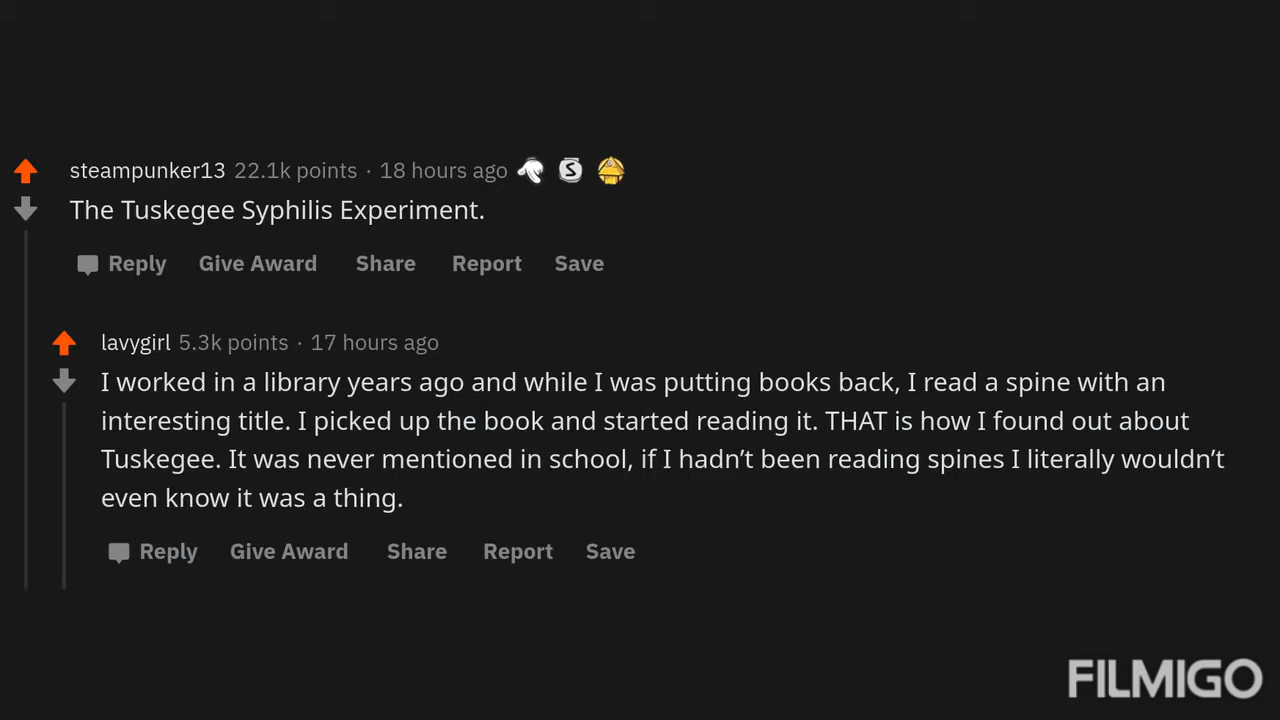 steampunker13 22.1k points · 18 hours ago
The Tuskegee Syphilis Experiment.
Reply Give Award Share Report Save
lavygirl 5.3k points · 17 hours ago
I worked in a library years ago and while I was putting books back, I read a spine with an
interesting title. I picked up the book and started reading it. THAT is how I found out about
Tuskegee. It was never mentioned in school, if I hadn’t been reading spines I literally wouldn’t
even know it was a thing.
Reply Give Award Share Report Save
FILMIGO